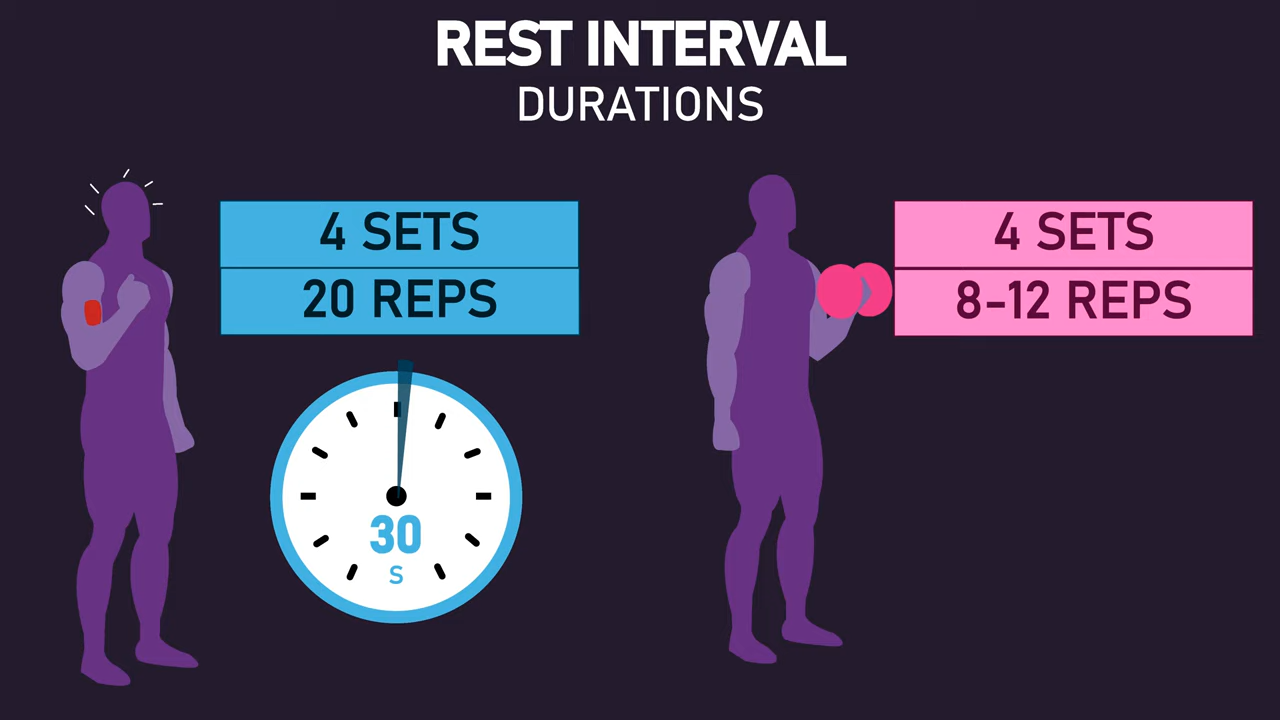 REST INTERVAL
DURATIONS
4 SETS
20 REPS
30
S
4 SETS
8-12 REPS